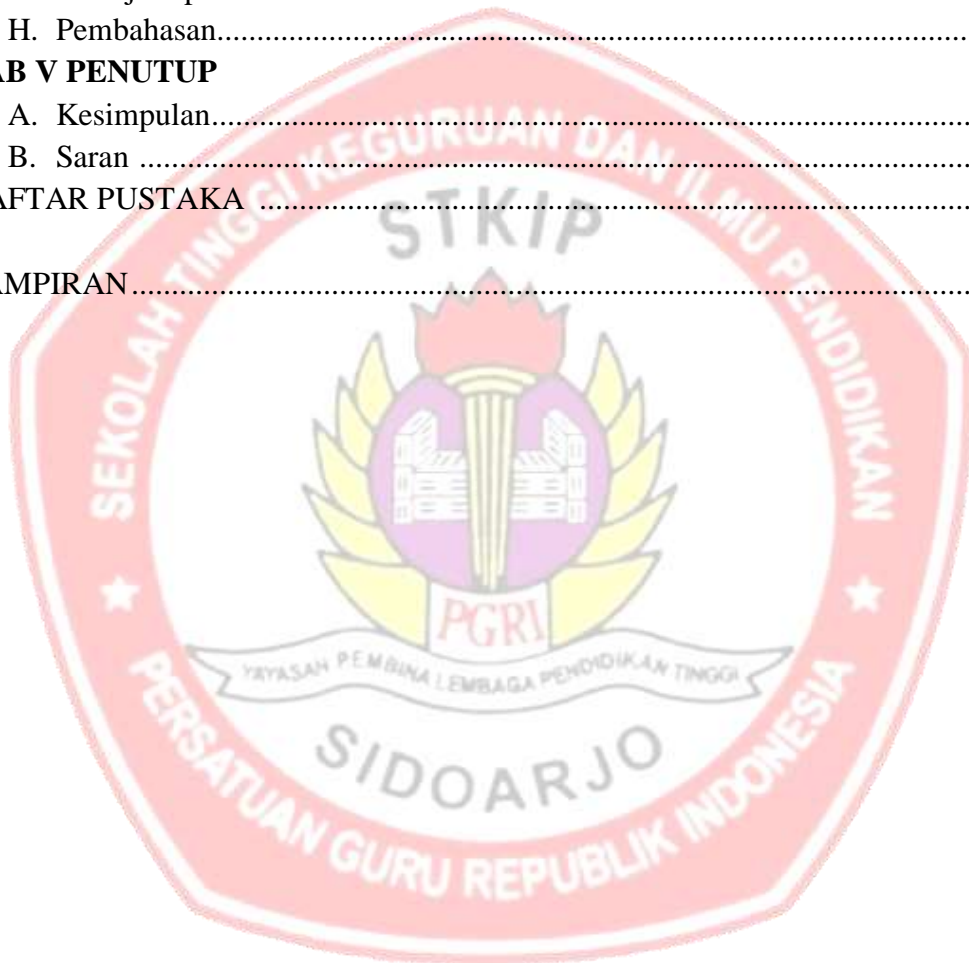 H. Pembahasan........................................................................................................................
AB V PENUTUP
A. Kesimpulan.........................................................................................................................
B. Saran ....................................................................................................................................
AFTAR PUSTAKA ...............................................................................................................
AMPIRAN...................................................................................................................................
SEKOLAH TINGGI KEGURUAN DAN ILMU PENDIDIKAN
STKIP
PGRI
YAYASAN PEMBINA LEMBAGA PENDIDIKAN TINGGI
SIDOARJO
PERSATUAN GURU REPUBLIK INDONESIA